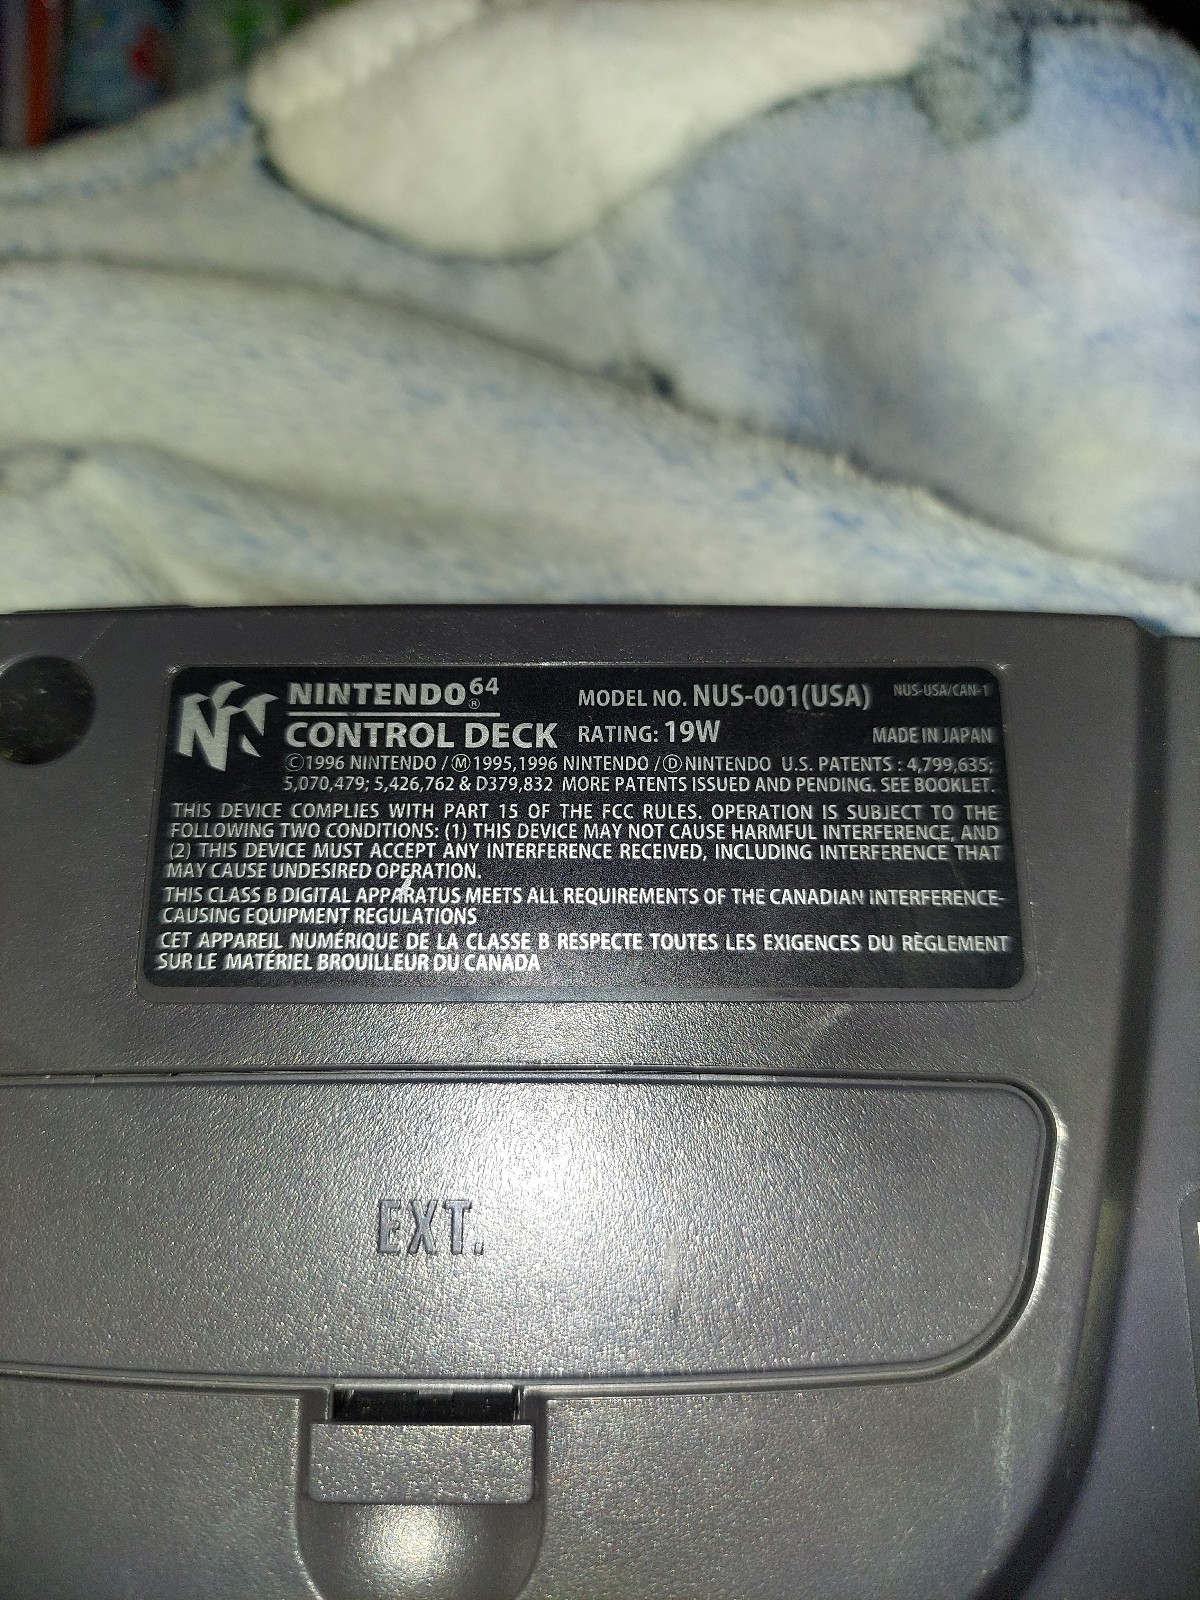 NINTENDO64®
CONTROL DECK
MODEL NO. NUS-001(USA)
NUS-USA/CAN-1
RATING: 19W
MADE IN JAPAN
©1996 NINTENDO /Ⓜ1995,1996 NINTENDO /ⒹNINTENDO U.S. PATENTS : 4,799,635;
5,070,479; 5,426,762 & D379,832 MORE PATENTS ISSUED AND PENDING. SEE BOOKLET.
THIS DEVICE COMPLIES WITH PART 15 OF THE FCC RULES. OPERATION IS SUBJECT TO THE
FOLLOWING TWO CONDITIONS: (1) THIS DEVICE MAY NOT CAUSE HARMFUL INTERFERENCE, AND
(2) THIS DEVICE MUST ACCEPT ANY INTERFERENCE RECEIVED, INCLUDING INTERFERENCE THAT
MAY CAUSE UNDESIRED OPERATION.
THIS CLASS B DIGITAL APPARATUS MEETS ALL REQUIREMENTS OF THE CANADIAN INTERFERENCE-
CAUSING EQUIPMENT REGULATIONS
CET APPAREIL NUMÉRIQUE DE LA CLASSE B RESPECTE TOUTES LES EXIGENCES DU RÈGLEMENT
SUR LE MATÉRIEL BROUILLEUR DU CANADA
EXT.